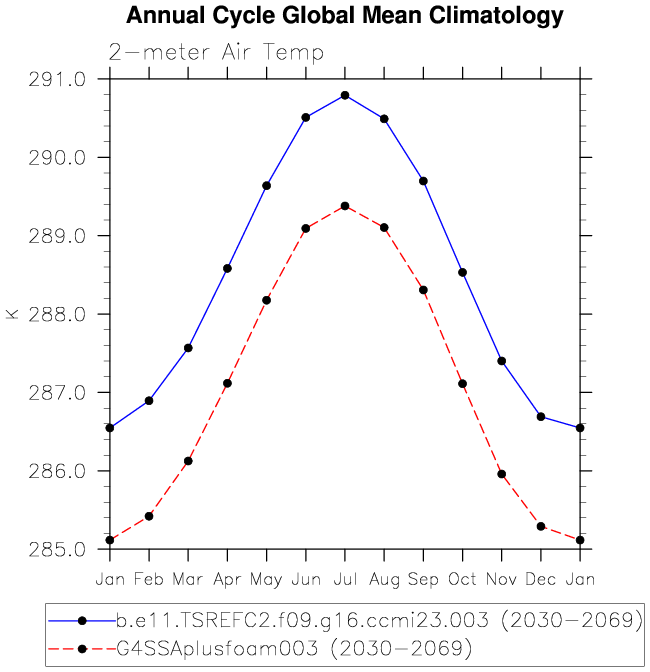 Annual Cycle Global Mean Climatology
2-meter Air Temp
291.0
290.0
289.0
288.0
287.0
286.0
285.0
K
Jan Feb Mar Apr May Jun Jul Aug Sep Oct Nov Dec Jan
b.e11.TSREFC2.f09.g16.ccmi23.003 (2030-2069)
G4SSAplusfoam003 (2030-2069)